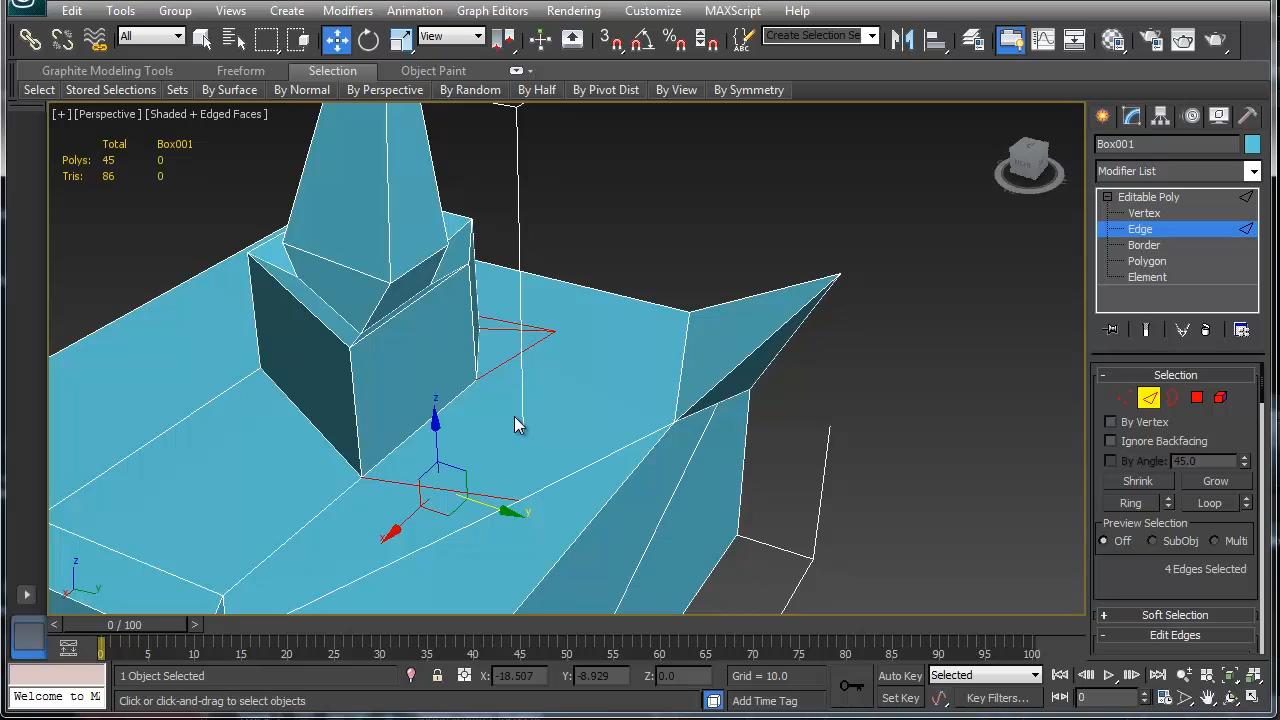 Edit Tools Group Views Create Modifiers Animation Graph Editors Rendering Customize MAXScript Help
All View 3 Create Selection Se
Graphite Modeling Tools Freeform Selection Object Paint
Select Stored Selections Sets By Surface By Normal By Perspective By Random By Half By Pivot Dist By View By Symmetry
[+] [Perspective] [Shaded + Edged Faces]
Total Box001
Polys: 45 0
Tris: 86 0
z
y
x
z
y
x
Box001
Modifier List
Editable Poly
Vertex
Edge
Border
Polygon
Element
- Selection
By Vertex
Ignore Backfacing
By Angle: 45.0
Shrink Grow
Ring Loop
Preview Selection
Off SubObj Multi
4 Edges Selected
+ Soft Selection
- Edit Edges
< 0 / 100 >
0 5 10 15 20 25 30 35 40 45 50 55 60 65 70 75 80 85 90 95 100
1 Object Selected X: -18.507 Y: -8.929 Z: 0.0 Grid = 10.0 Auto Key Selected
Welcome to MA Click or click-and-drag to select objects Add Time Tag Set Key Key Filters... 0